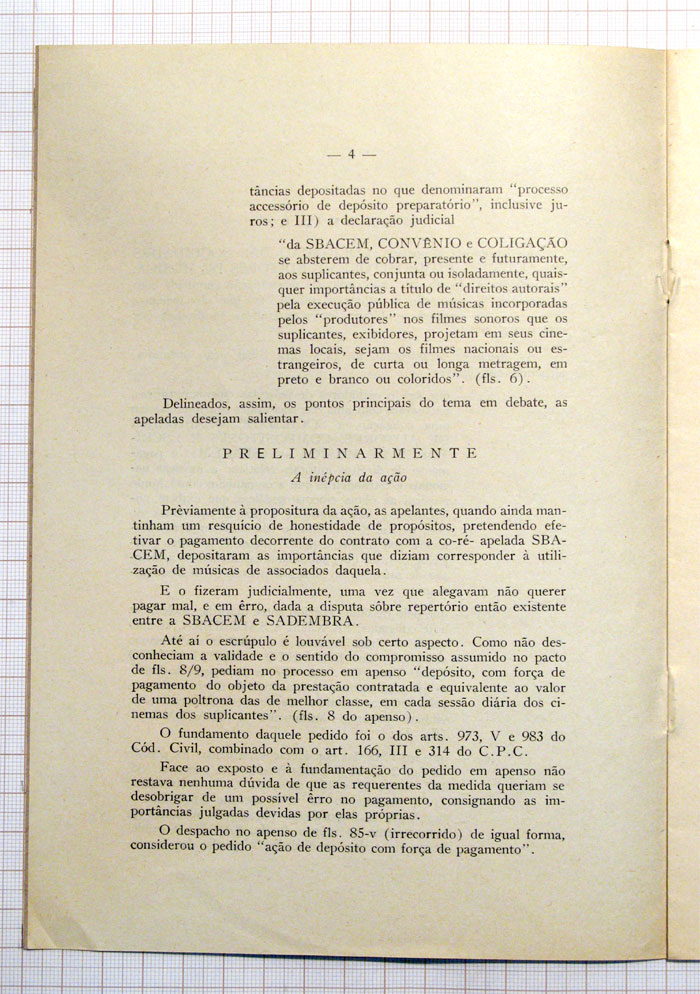 — 4 —
tâncias depositadas no que denominaram "processo
accessório de depósito preparatório", inclusive ju-
ros; e III) a declaração judicial
"da SBACEM, CONVÊNIO e COLIGAÇÃO
se absterem de cobrar, presente e futuramente,
aos suplicantes, conjunta ou isoladamente, quais-
quer importâncias a título de "direitos autorais"
pela execução pública de músicas incorporadas
pelos "produtores" nos filmes sonoros que os
suplicantes, exibidores, projetam em seus cine-
mas locais, sejam os filmes nacionais ou es-
trangeiros, de curta ou longa metragem, em
preto e branco ou coloridos". (fls. 6).
Delineados, assim, os pontos principais do tema em debate, as
apeladas desejam salientar.
PRELIMINARMENTE
A inépcia da ação
Prèviamente à propositura da ação, as apelantes, quando ainda man-
tinham um resquício de honestidade de propósitos, pretendendo efe-
tivar o pagamento decorrente do contrato com a co-ré- apelada SBA-
CEM, depositaram as importâncias que diziam corresponder à utili-
zação de músicas de associados daquela.
E o fizeram judicialmente, uma vez que alegavam não querer
pagar mal, e em êrro, dada a disputa sôbre repertório então existente
entre a SBACEM e SADEMBRA.
Até aí o escrúpulo é louvável sob certo aspecto. Como não des-
conheciam a validade e o sentido do compromisso assumido no pacto
de fls. 8/9, pediam no processo em apenso "depósito, com força de
pagamento do objeto da prestação contratada e equivalente ao valor
de uma poltrona das de melhor classe, em cada sessão diária dos ci-
nemas dos suplicantes". (fls. 8 do apenso).
O fundamento daquele pedido foi o dos arts. 973, V e 983 do
Cód. Civil, combinado com o art. 166, III e 314 do C.P.C.
Face ao exposto e à fundamentação do pedido em apenso não
restava nenhuma dúvida de que as requerentes da medida queriam se
desobrigar de um possível êrro no pagamento, consignando as im-
portâncias julgadas devidas por elas próprias.
O despacho no apenso de fls. 85-v (irrecorrido) de igual forma,
considerou o pedido "ação de depósito com força de pagamento".